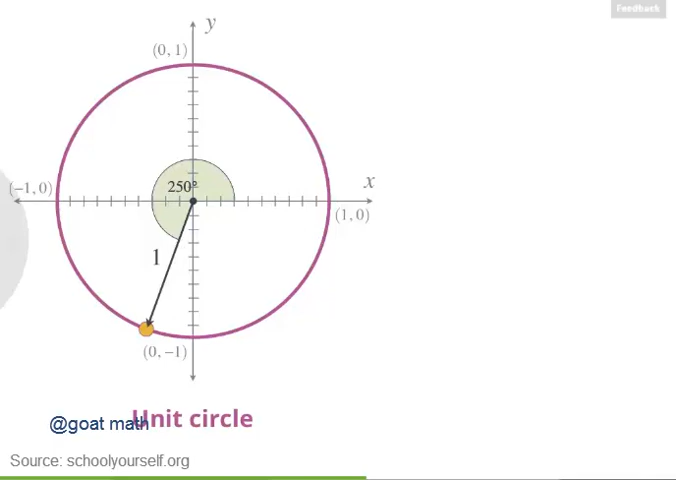 Feedback
y
(0, 1)
250°
(−1, 0)
x
(1, 0)
1
(0, −1)
@goat math
Unit circle
Source: schoolyourself.org